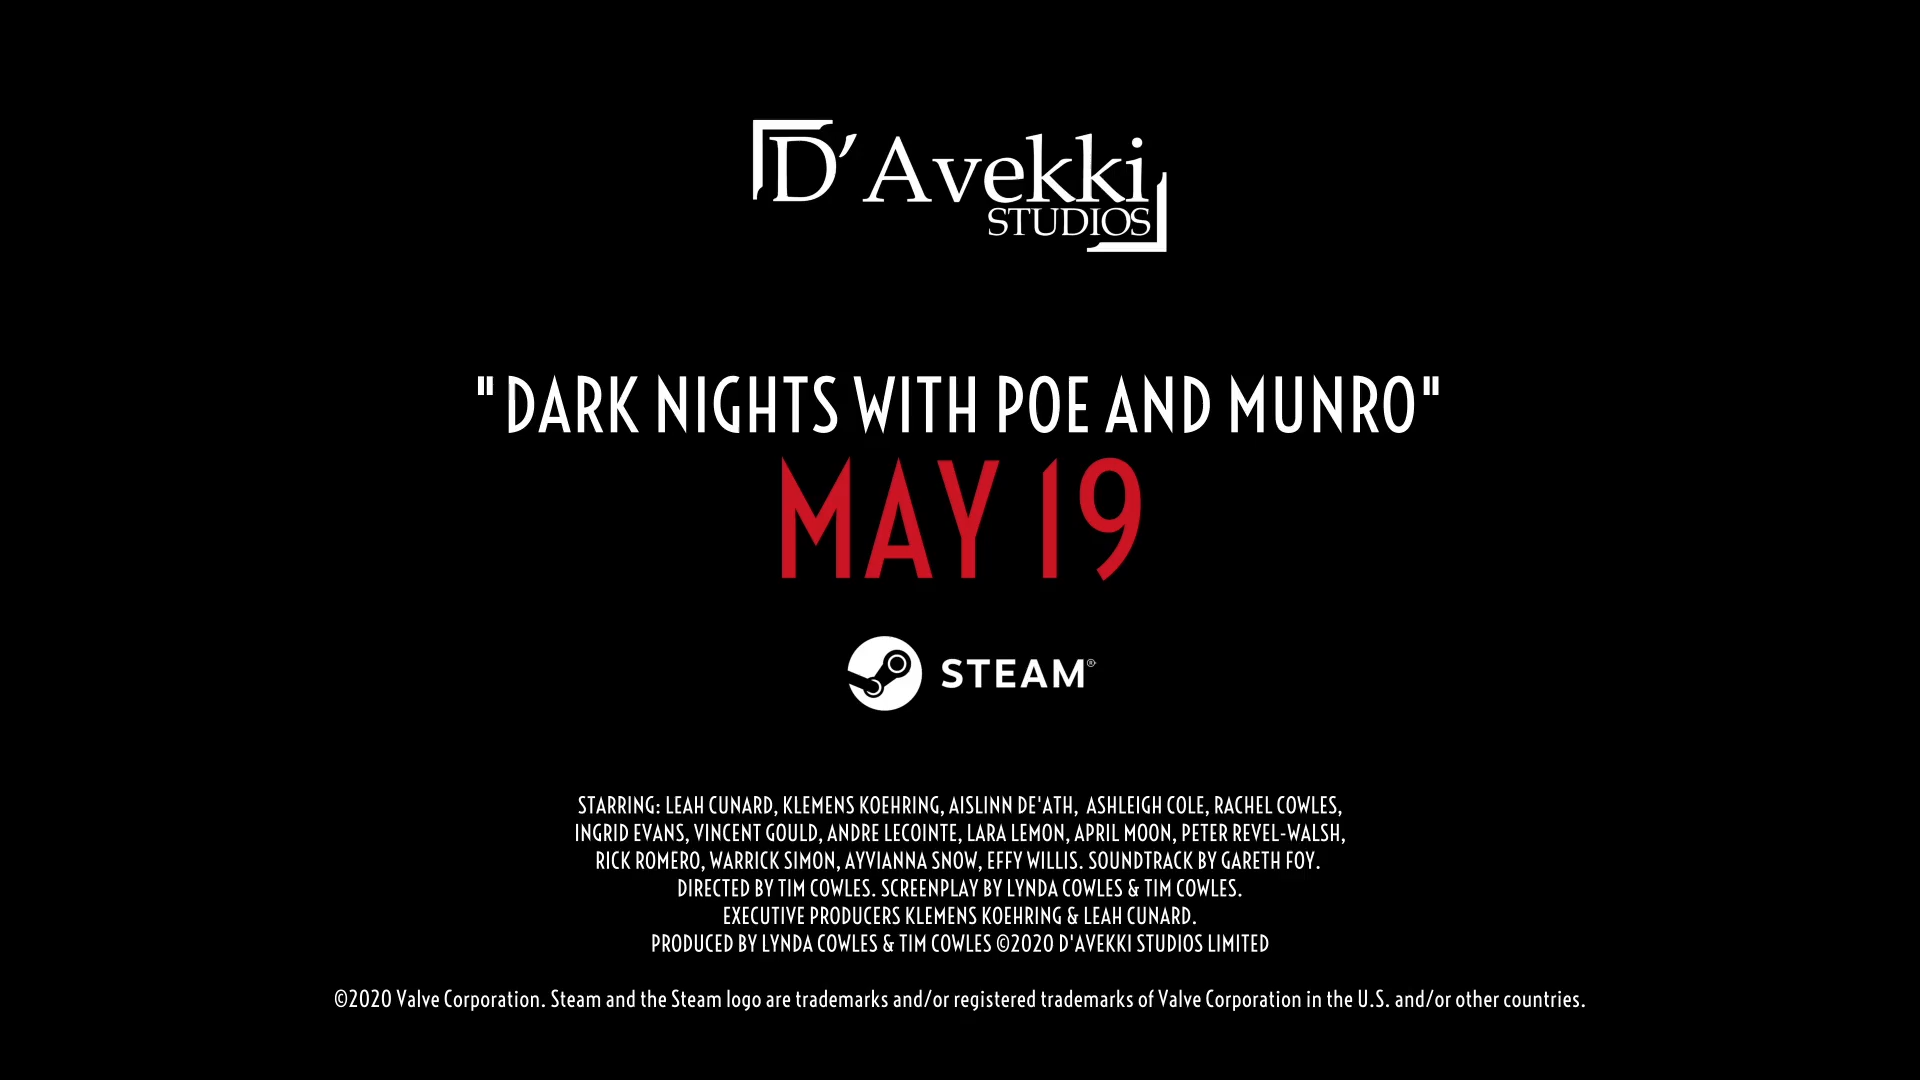 D'Avekki
STUDIOS
"DARK NIGHTS WITH POE AND MUNRO"
MAY 19
STEAM®
STARRING: LEAH CUNARD, KLEMENS KOEHRING, AISLINN DE'ATH, ASHLEIGH COLE, RACHEL COWLES,
INGRID EVANS, VINCENT GOULD, ANDRE LECOINTE, LARA LEMON, APRIL MOON, PETER REVEL-WALSH,
RICK ROMERO, WARRICK SIMON, AYVIANNA SNOW, EFFY WILLIS. SOUNDTRACK BY GARETH FOY.
DIRECTED BY TIM COWLES. SCREENPLAY BY LYNDA COWLES & TIM COWLES.
EXECUTIVE PRODUCERS KLEMENS KOEHRING & LEAH CUNARD.
PRODUCED BY LYNDA COWLES & TIM COWLES ©2020 D'AVEKKI STUDIOS LIMITED
©2020 Valve Corporation. Steam and the Steam logo are trademarks and/or registered trademarks of Valve Corporation in the U.S. and/or other countries.